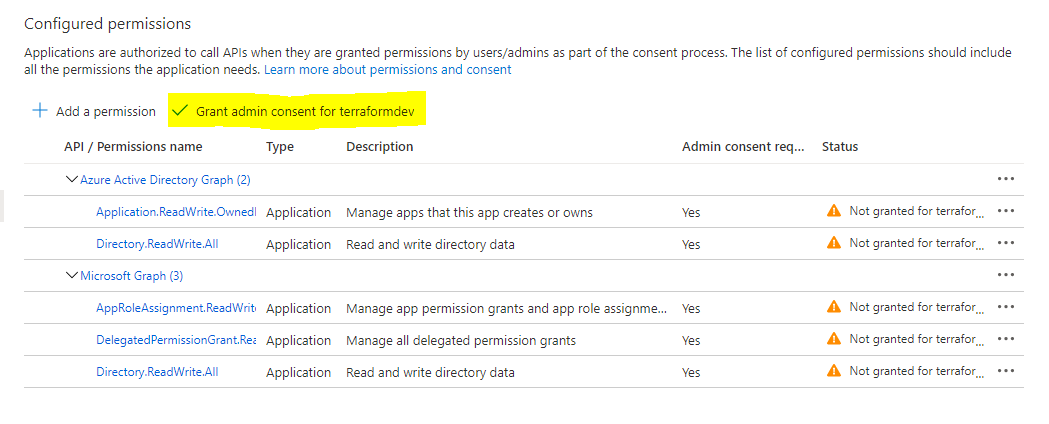 Configured permissions
Applications are authorized to call APIs when they are granted permissions by users/admins as part of the consent process. The list of configured permissions should include
all the permissions the application needs. Learn more about permissions and consent
Add a permission Grant admin consent for terraformdev
API / Permissions name Type Description Admin consent req... Status
Azure Active Directory Graph (2) ...
Application.ReadWrite.OwnedB Application Manage apps that this app creates or owns Yes Not granted for terrafor... ...
Directory.ReadWrite.All Application Read and write directory data Yes Not granted for terrafor... ...
Microsoft Graph (3) ...
AppRoleAssignment.ReadWrite Application Manage app permission grants and app role assignme... Yes Not granted for terrafor... ...
DelegatedPermissionGrant.Rea Application Manage all delegated permission grants Yes Not granted for terrafor... ...
Directory.ReadWrite.All Application Read and write directory data Yes Not granted for terrafor... ...